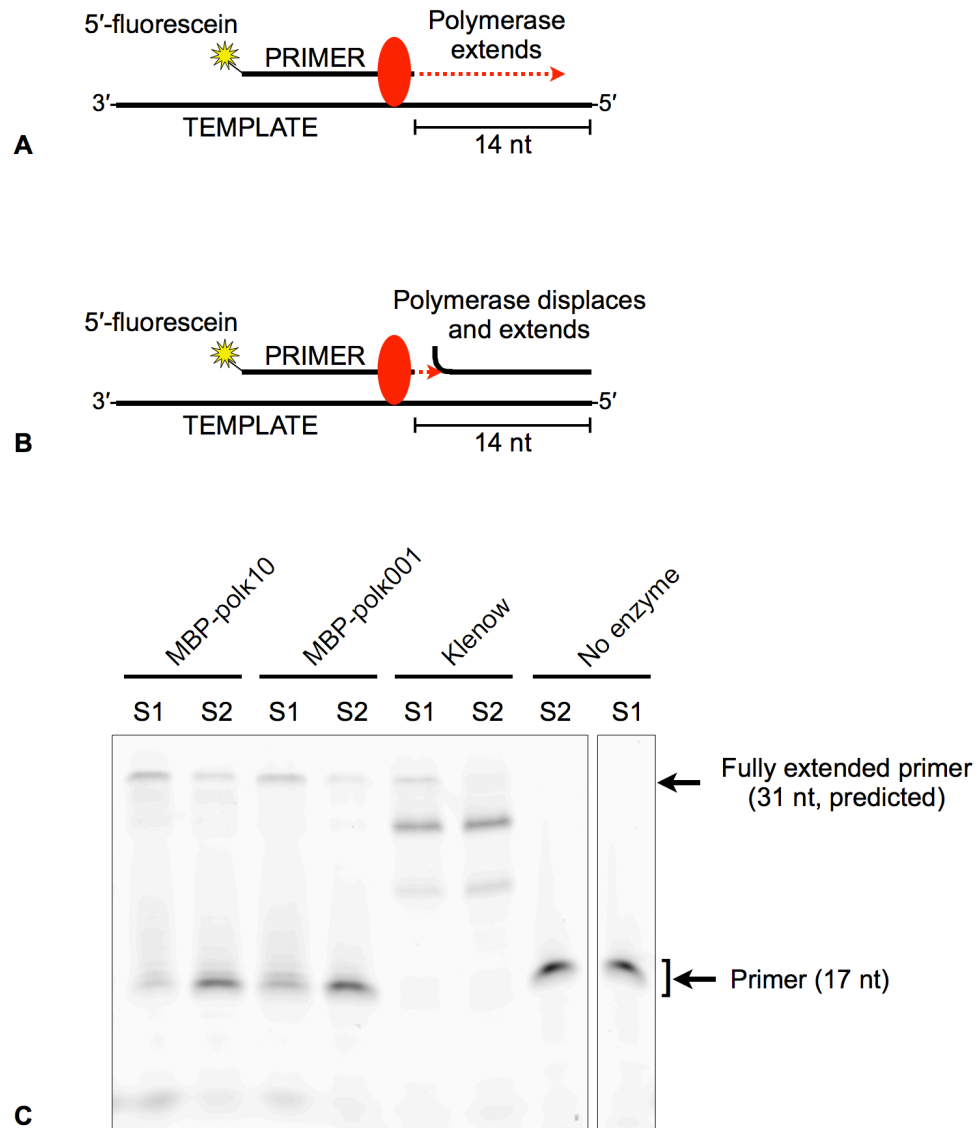 5′-fluorescein
Polymerase
extends
PRIMER
3′
5′
TEMPLATE
14 nt
A
5′-fluorescein
Polymerase displaces
and extends
PRIMER
3′
5′
TEMPLATE
14 nt
B
MBP-polκ10
MBP-polκ001
Klenow
No enzyme
S1 S2 S1 S2 S1 S2 S2 S1
Fully extended primer
(31 nt, predicted)
Primer (17 nt)
C